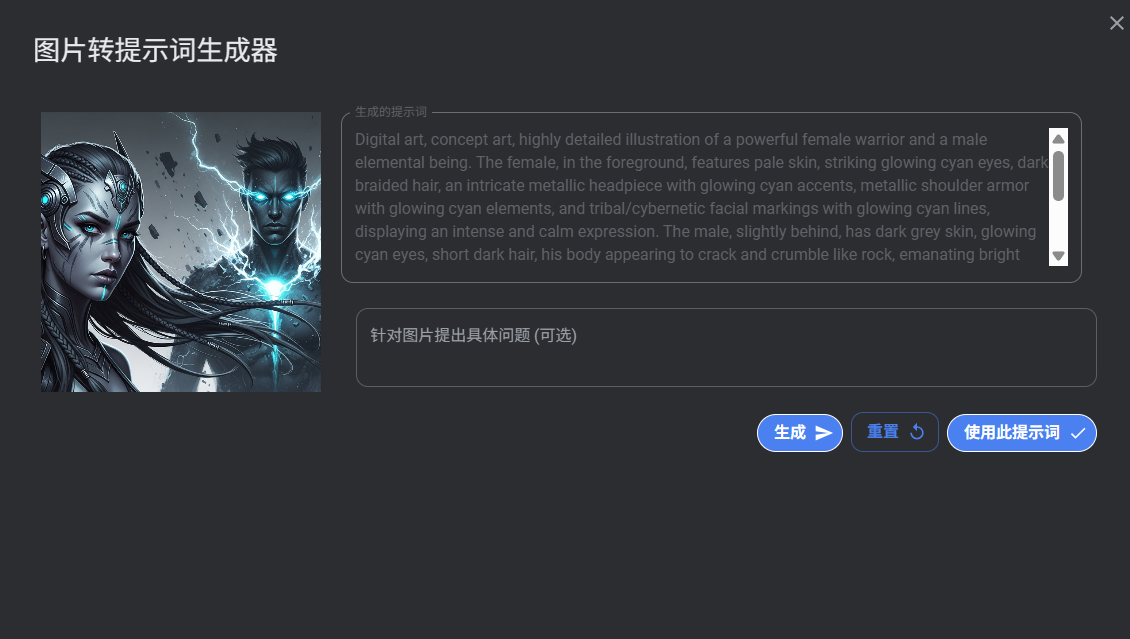 图片转提示词生成器
生成的提示词
Digital art, concept art, highly detailed illustration of a powerful female warrior and a male
elemental being. The female, in the foreground, features pale skin, striking glowing cyan eyes, dark
braided hair, an intricate metallic headpiece with glowing cyan accents, metallic shoulder armor
with glowing cyan elements, and tribal/cybernetic facial markings with glowing cyan lines,
displaying an intense and calm expression. The male, slightly behind, has dark grey skin, glowing
cyan eyes, short dark hair, his body appearing to crack and crumble like rock, emanating bright
针对图片提出具体问题 (可选)
生成
重置
使用此提示词